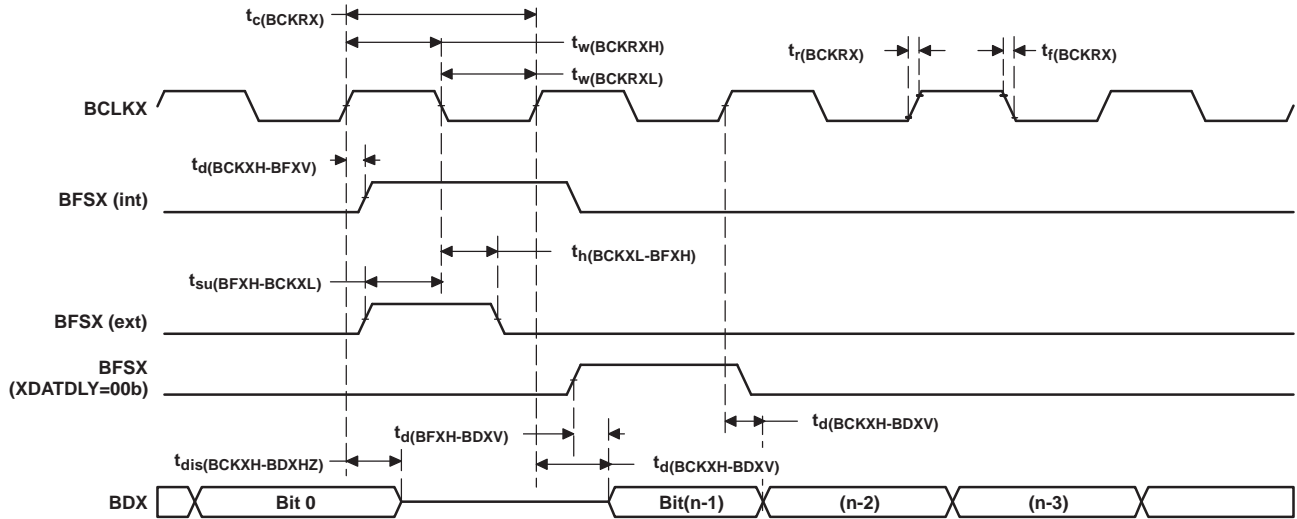 tc(BCKRX)
tw(BCKRXH)
tr(BCKRX)
tf(BCKRX)
tw(BCKRXL)
BCLKX
td(BCKXH-BFXV)
BFSX (int)
th(BCKXL-BFXH)
tsu(BFXH-BCKXL)
BFSX (ext)
BFSX
(XDATDLY=00b)
td(BFXH-BDXV)
td(BCKXH-BDXV)
tdis(BCKXH-BDXHZ)
td(BCKXH-BDXV)
BDX
Bit 0
Bit(n-1)
(n-2)
(n-3)